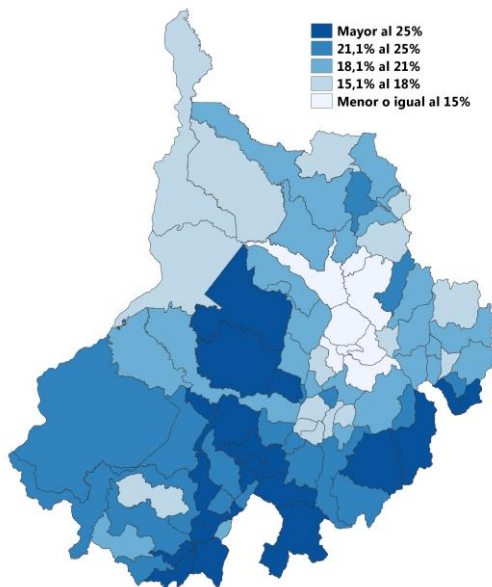 Mayor al 25%
21,1% al 25%
18,1% al 21%
15,1% al 18%
Menor o igual al 15%